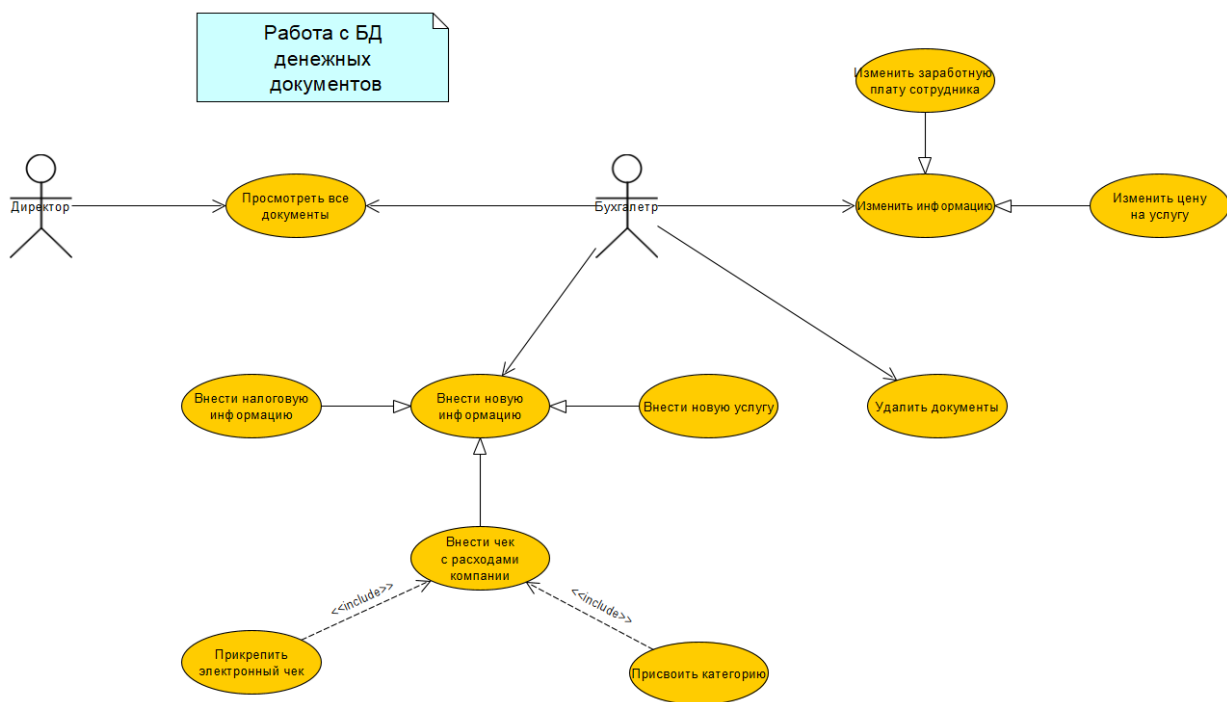 Работа с БД
денежных
документов
Изменить заработную
плату сотрудника
Директор
Просмотреть все
документы
Бухгалетр
Изменить информацию
Изменить цену
на услугу
Внести налоговую
информацию
Внести новую
информацию
Внести новую услугу
Удалить документы
Внести чек
с расходами
компании
<<include>>
<<include>>
Прикрепить
электронный чек
Присвоить категорию